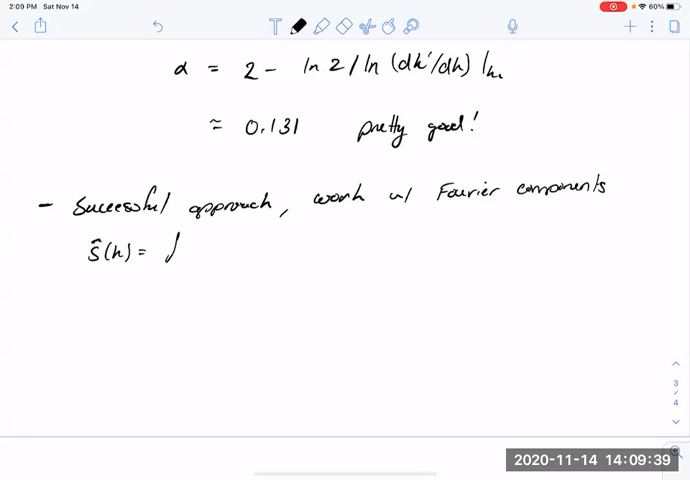 2:09 PM Sat Nov 14
60%
α = 2 - ln 2 / ln (dk'/dk) |k*
≈ 0.131 pretty good!
- Successful approach, work w/ Fourier components
ŝ(k) = ∫
3
/
4
2020-11-14 14:09:39